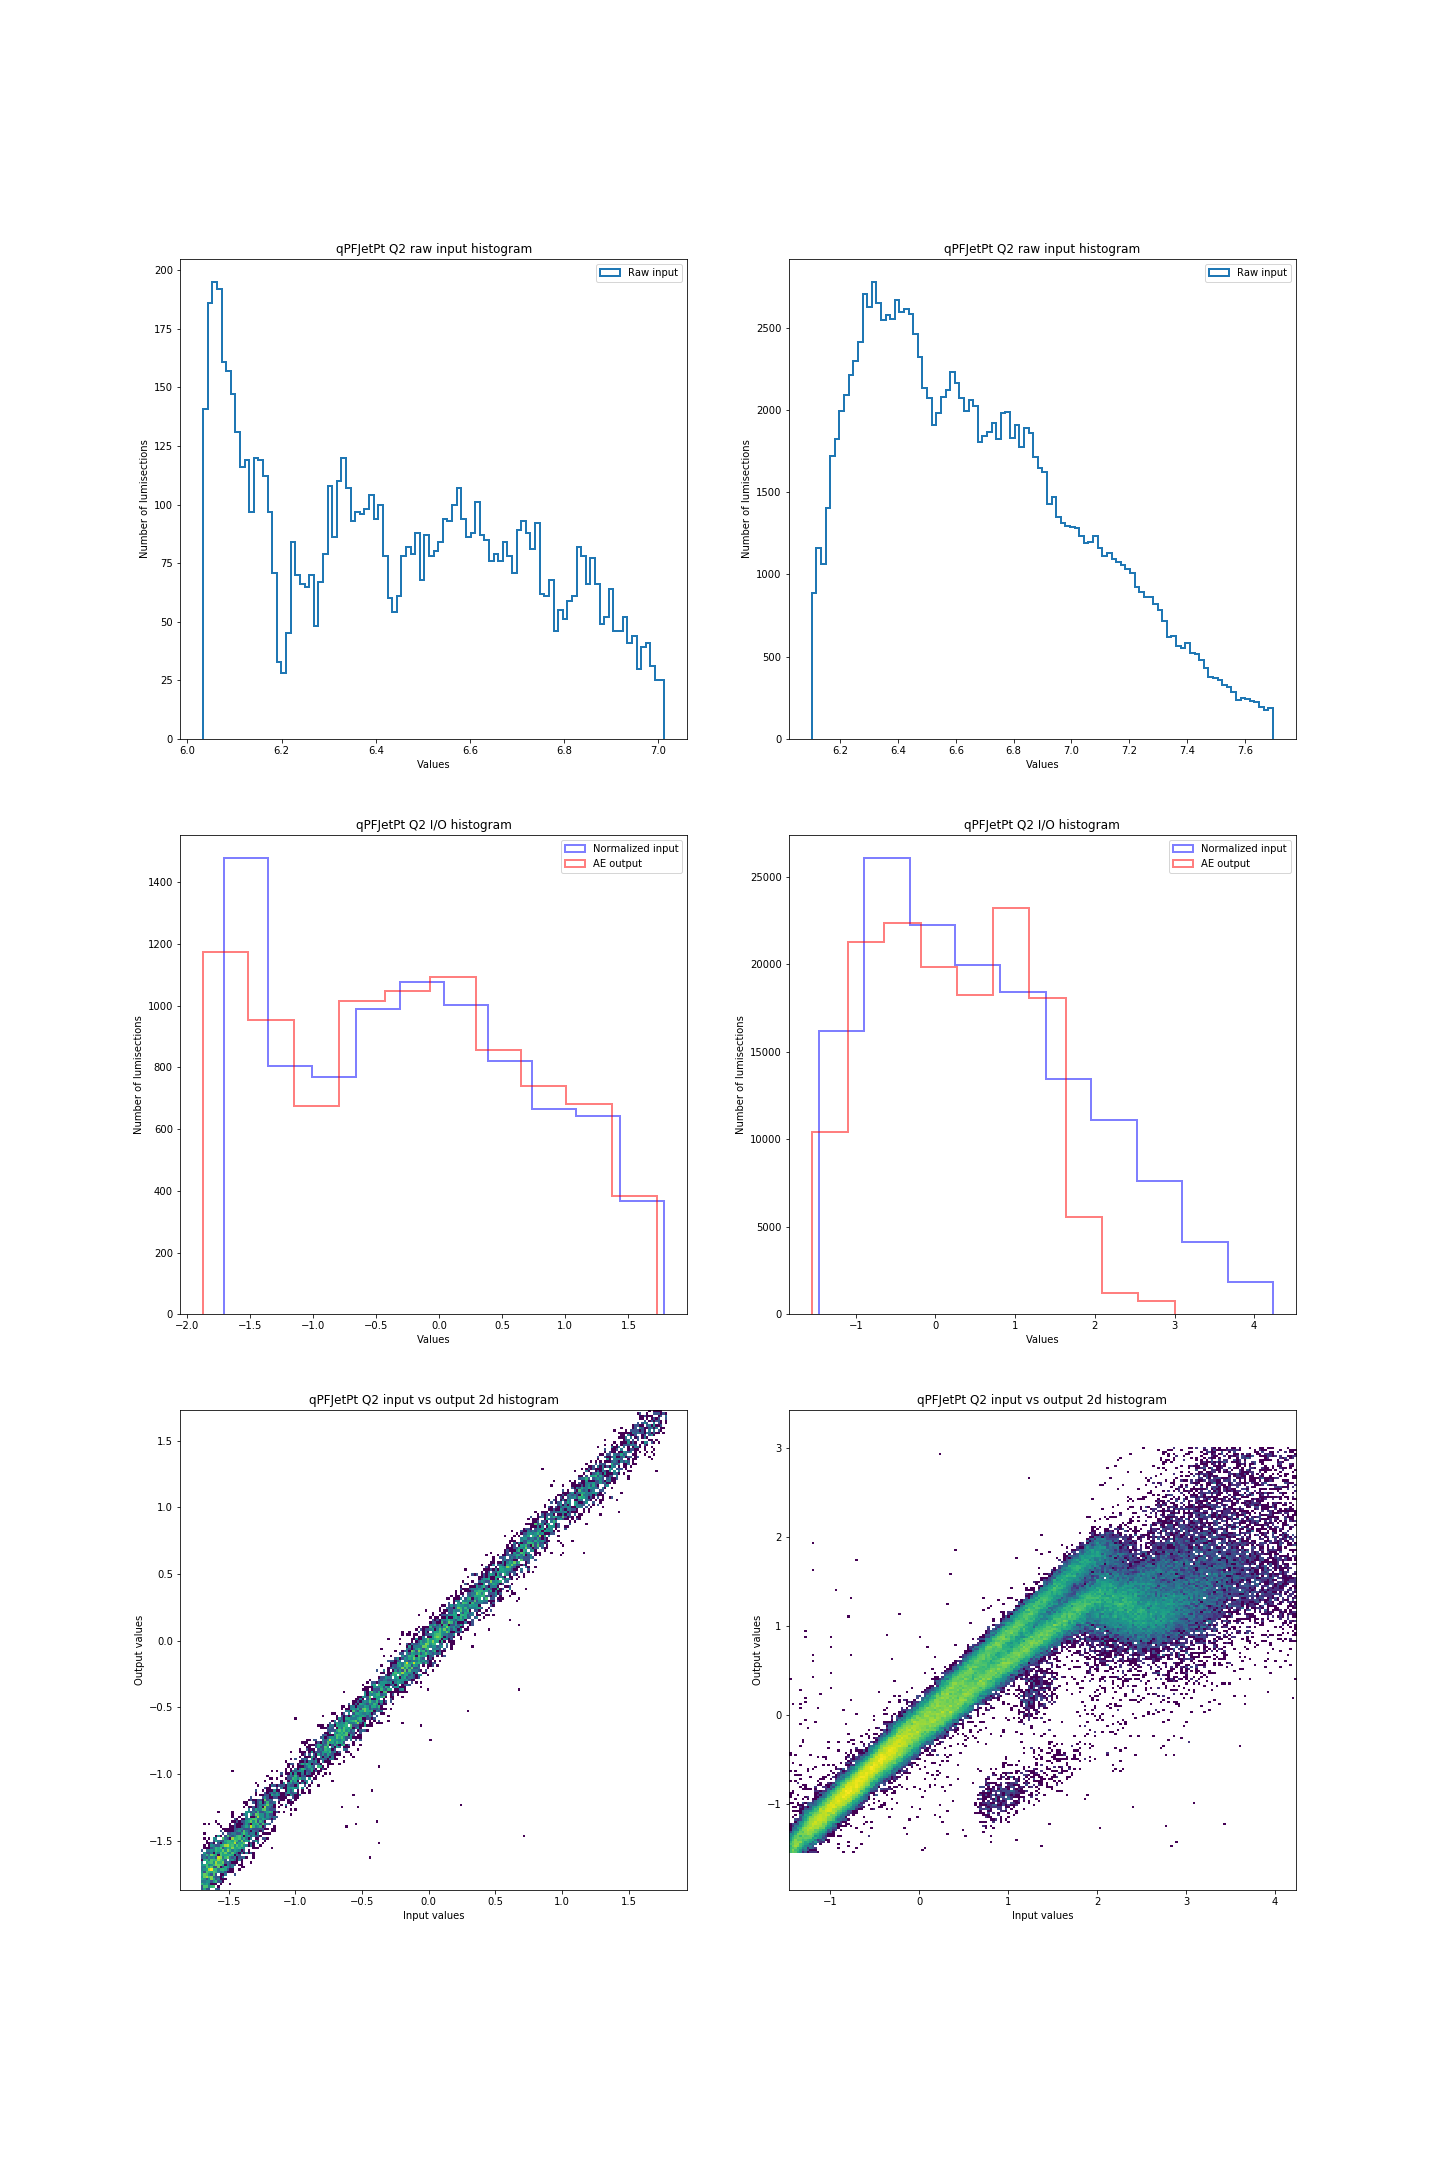 qPFJetPt Q2 raw input histogram
Raw input
Number of lumisections
200
175
150
125
100
75
50
25
0
6.0 6.2 6.4 6.6 6.8 7.0
Values
qPFJetPt Q2 raw input histogram
Raw input
Number of lumisections
2500
2000
1500
1000
500
0
6.2 6.4 6.6 6.8 7.0 7.2 7.4 7.6
Values
qPFJetPt Q2 I/O histogram
Normalized input
AE output
Number of lumisections
1400
1200
1000
800
600
400
200
0
−2.0 −1.5 −1.0 −0.5 0.0 0.5 1.0 1.5
Values
qPFJetPt Q2 I/O histogram
Normalized input
AE output
Number of lumisections
25000
20000
15000
10000
5000
0
−1 0 1 2 3 4
Values
qPFJetPt Q2 input vs output 2d histogram
Output values
1.5
1.0
0.5
0.0
−0.5
−1.0
−1.5
−1.5 −1.0 −0.5 0.0 0.5 1.0 1.5
Input values
qPFJetPt Q2 input vs output 2d histogram
Output values
3
2
1
0
−1
−1 0 1 2 3 4
Input values